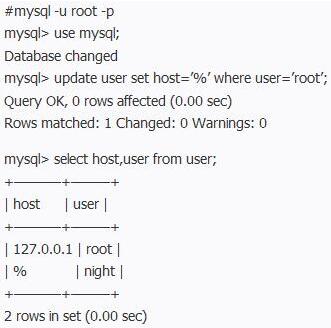 #mysql -u root -p
mysql> use mysql;
Database changed
mysql> update user set host=’%’ where user=’root’;
Query OK, 0 rows affected (0.00 sec)
Rows matched: 1 Changed: 0 Warnings: 0
mysql> select host,user from user;
+———–+——–+
| host | user |
+———–+——–+
| 127.0.0.1 | root |
| % | night |
+———–+——–+
2 rows in set (0.00 sec)